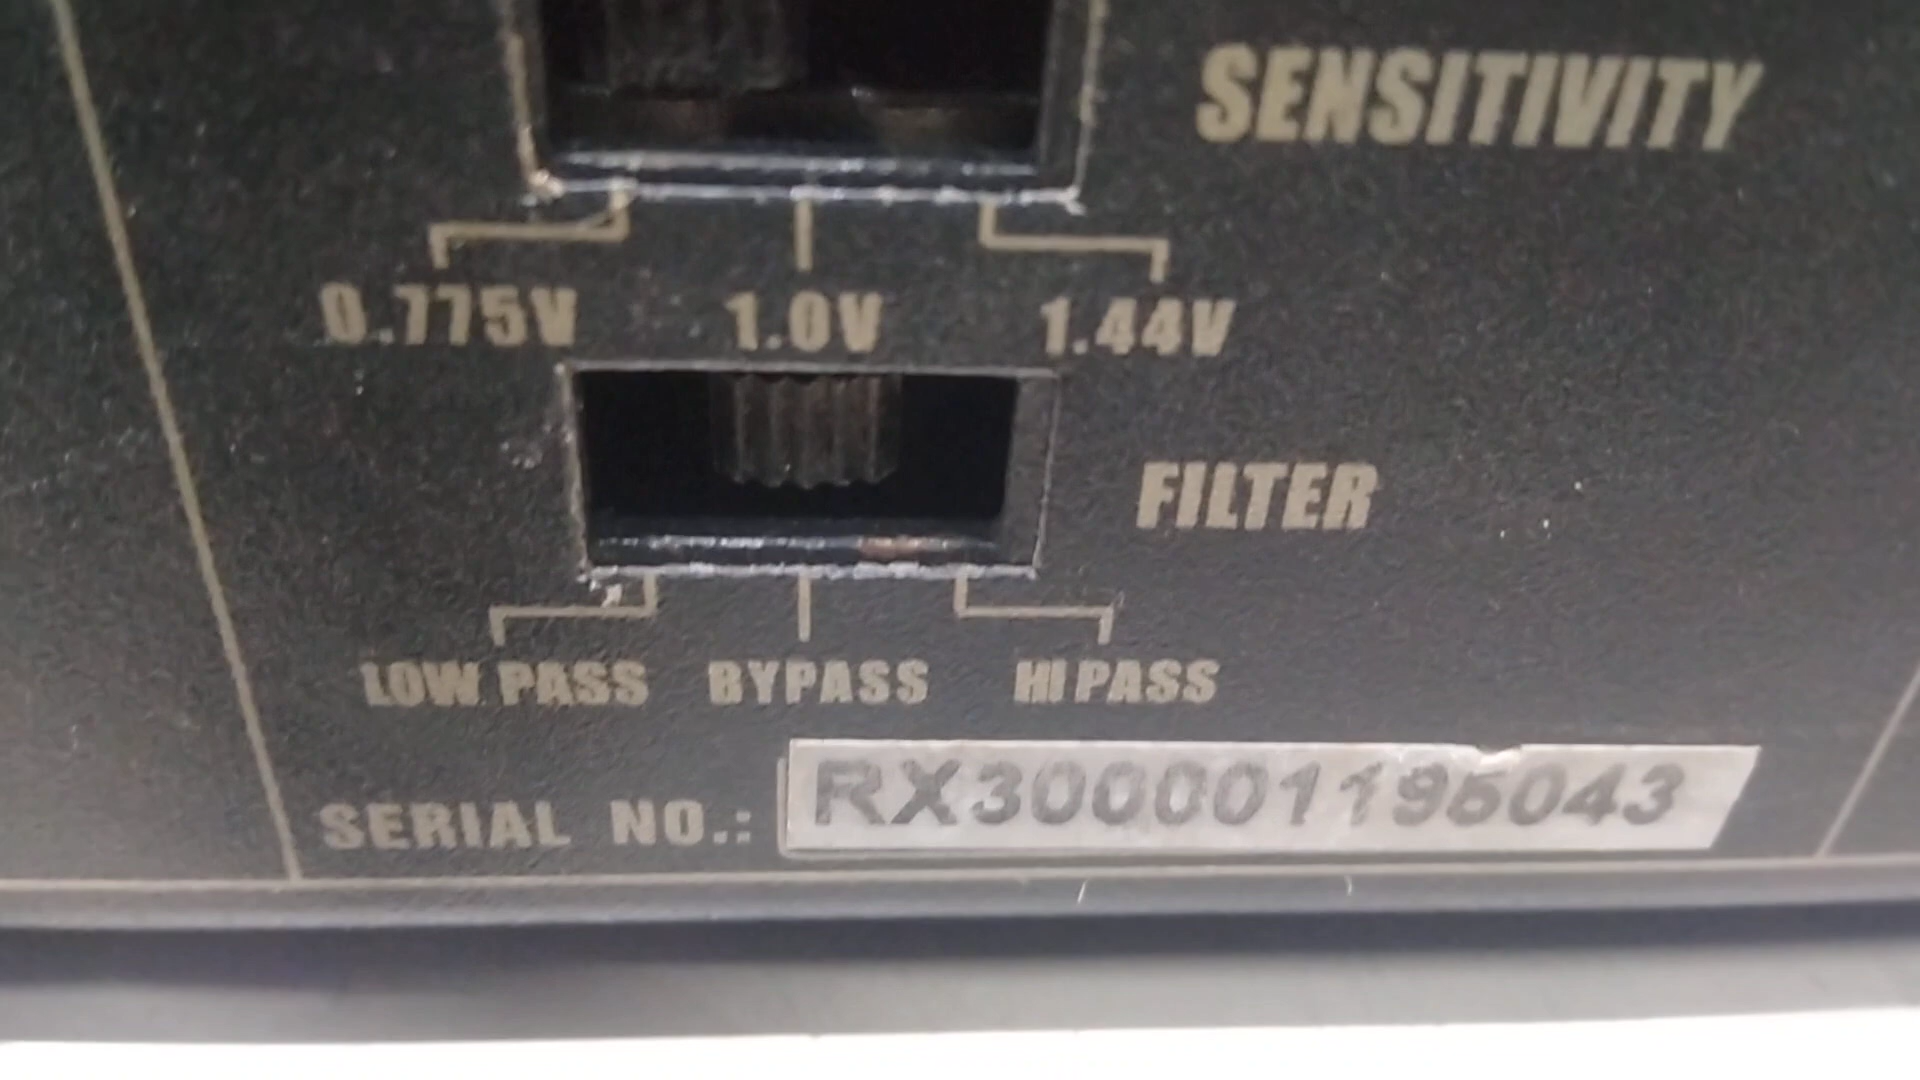 SENSITIVITY
0.775V 1.0V 1.44V
FILTER
LOW PASS BYPASS HI PASS
SERIAL NO.: RX300001195043